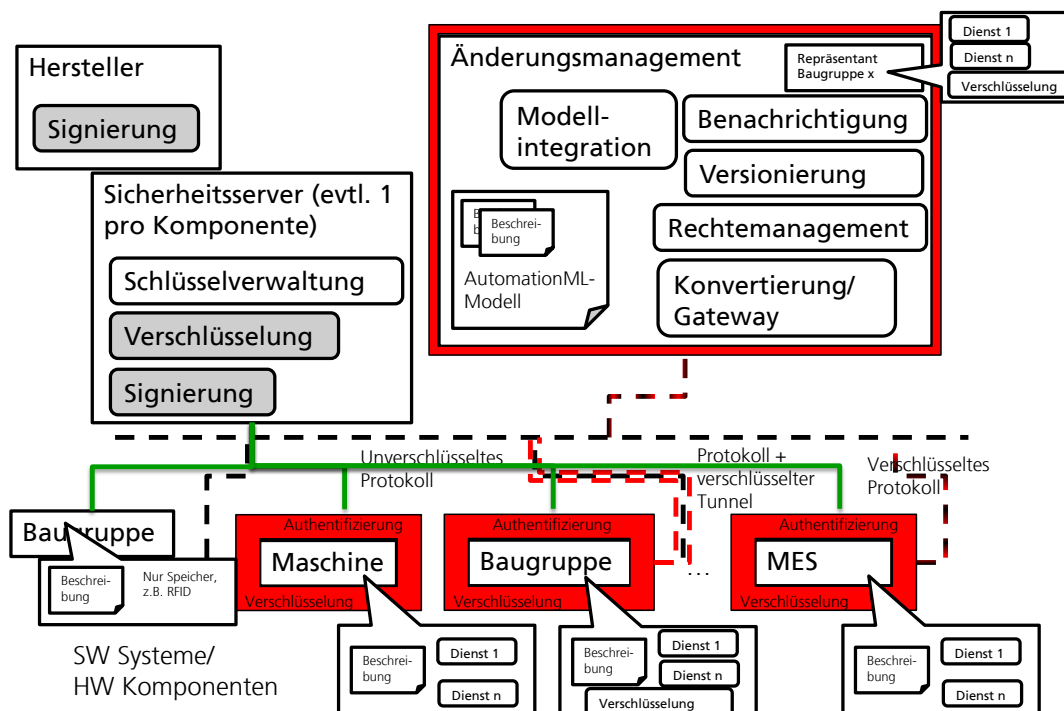 Hersteller
Signierung
Sicherheitsserver (evtl. 1
pro Komponente)
Schlüsselverwaltung
Verschlüsselung
Signierung
Änderungsmanagement
Repräsentant
Baugruppe x
Dienst 1
Dienst n
Verschlüsselung
Modell-
integration
Benachrichtigung
Versionierung
Rechtemanagement
Konvertierung/
Gateway
Beschrei-
bung
AutomationML-
Modell
Unverschlüsseltes
Protokoll
Protokoll +
verschlüsselter
Tunnel
Verschlüsseltes
Protokoll
Baugruppe
Beschrei-
bung
Nur Speicher,
z.B. RFID
Authentifizierung
Maschine
Verschlüsselung
Authentifizierung
Baugruppe
Verschlüsselung
...
Authentifizierung
MES
Verschlüsselung
Beschrei-
bung
Dienst 1
Dienst n
Beschrei-
bung
Dienst 1
Dienst n
Verschlüsselung
Beschrei-
bung
Dienst 1
Dienst n
SW Systeme/
HW Komponenten